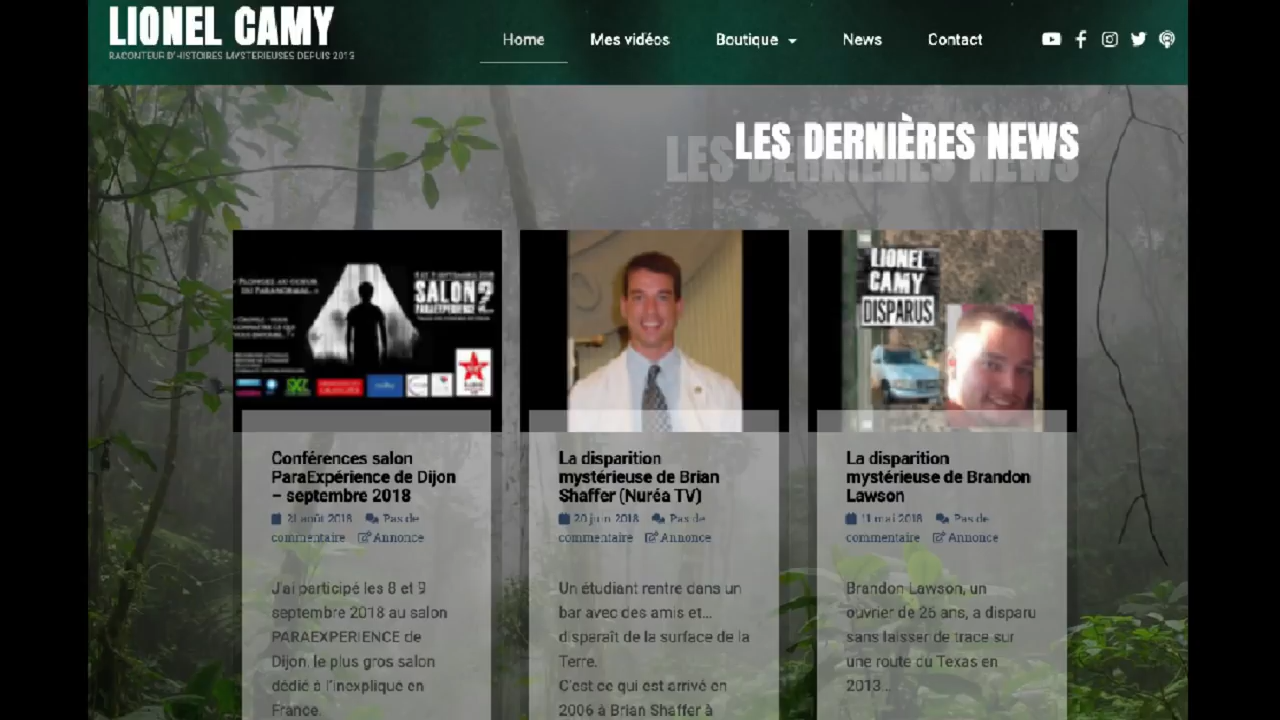 LIONEL CAMY
RACONTEUR D'HISTOIRES MYSTERIEUSES DEPUIS 2013
Home Mes vidéos Boutique News Contact
LES DERNIÈRES NEWS
LES DERNIERES NEWS
SALON
PARAEXPERIENCE
?
LIONEL
CAMY
DISPARUS
Conférences salon
ParaExpérience de Dijon
– septembre 2018
21 août 2018 Pas de
commentaire Annonce
J'ai participé les 8 et 9
septembre 2018 au salon
PARAEXPERIENCE de
Dijon, le plus gros salon
dédié à l'inexpliqué en
France.
La disparition
mystérieuse de Brian
Shaffer (Nuréa TV)
20 juin 2018 Pas de
commentaire Annonce
Un étudiant rentre dans un
bar avec des amis et...
disparaît de la surface de la
Terre.
C'est ce qui est arrivé en
2006 à Brian Shaffer à
La disparition
mystérieuse de Brandon
Lawson
11 mai 2018 Pas de
commentaire Annonce
Brandon Lawson, un
ouvrier de 26 ans, a disparu
sans laisser de trace sur
une route du Texas en
2013...